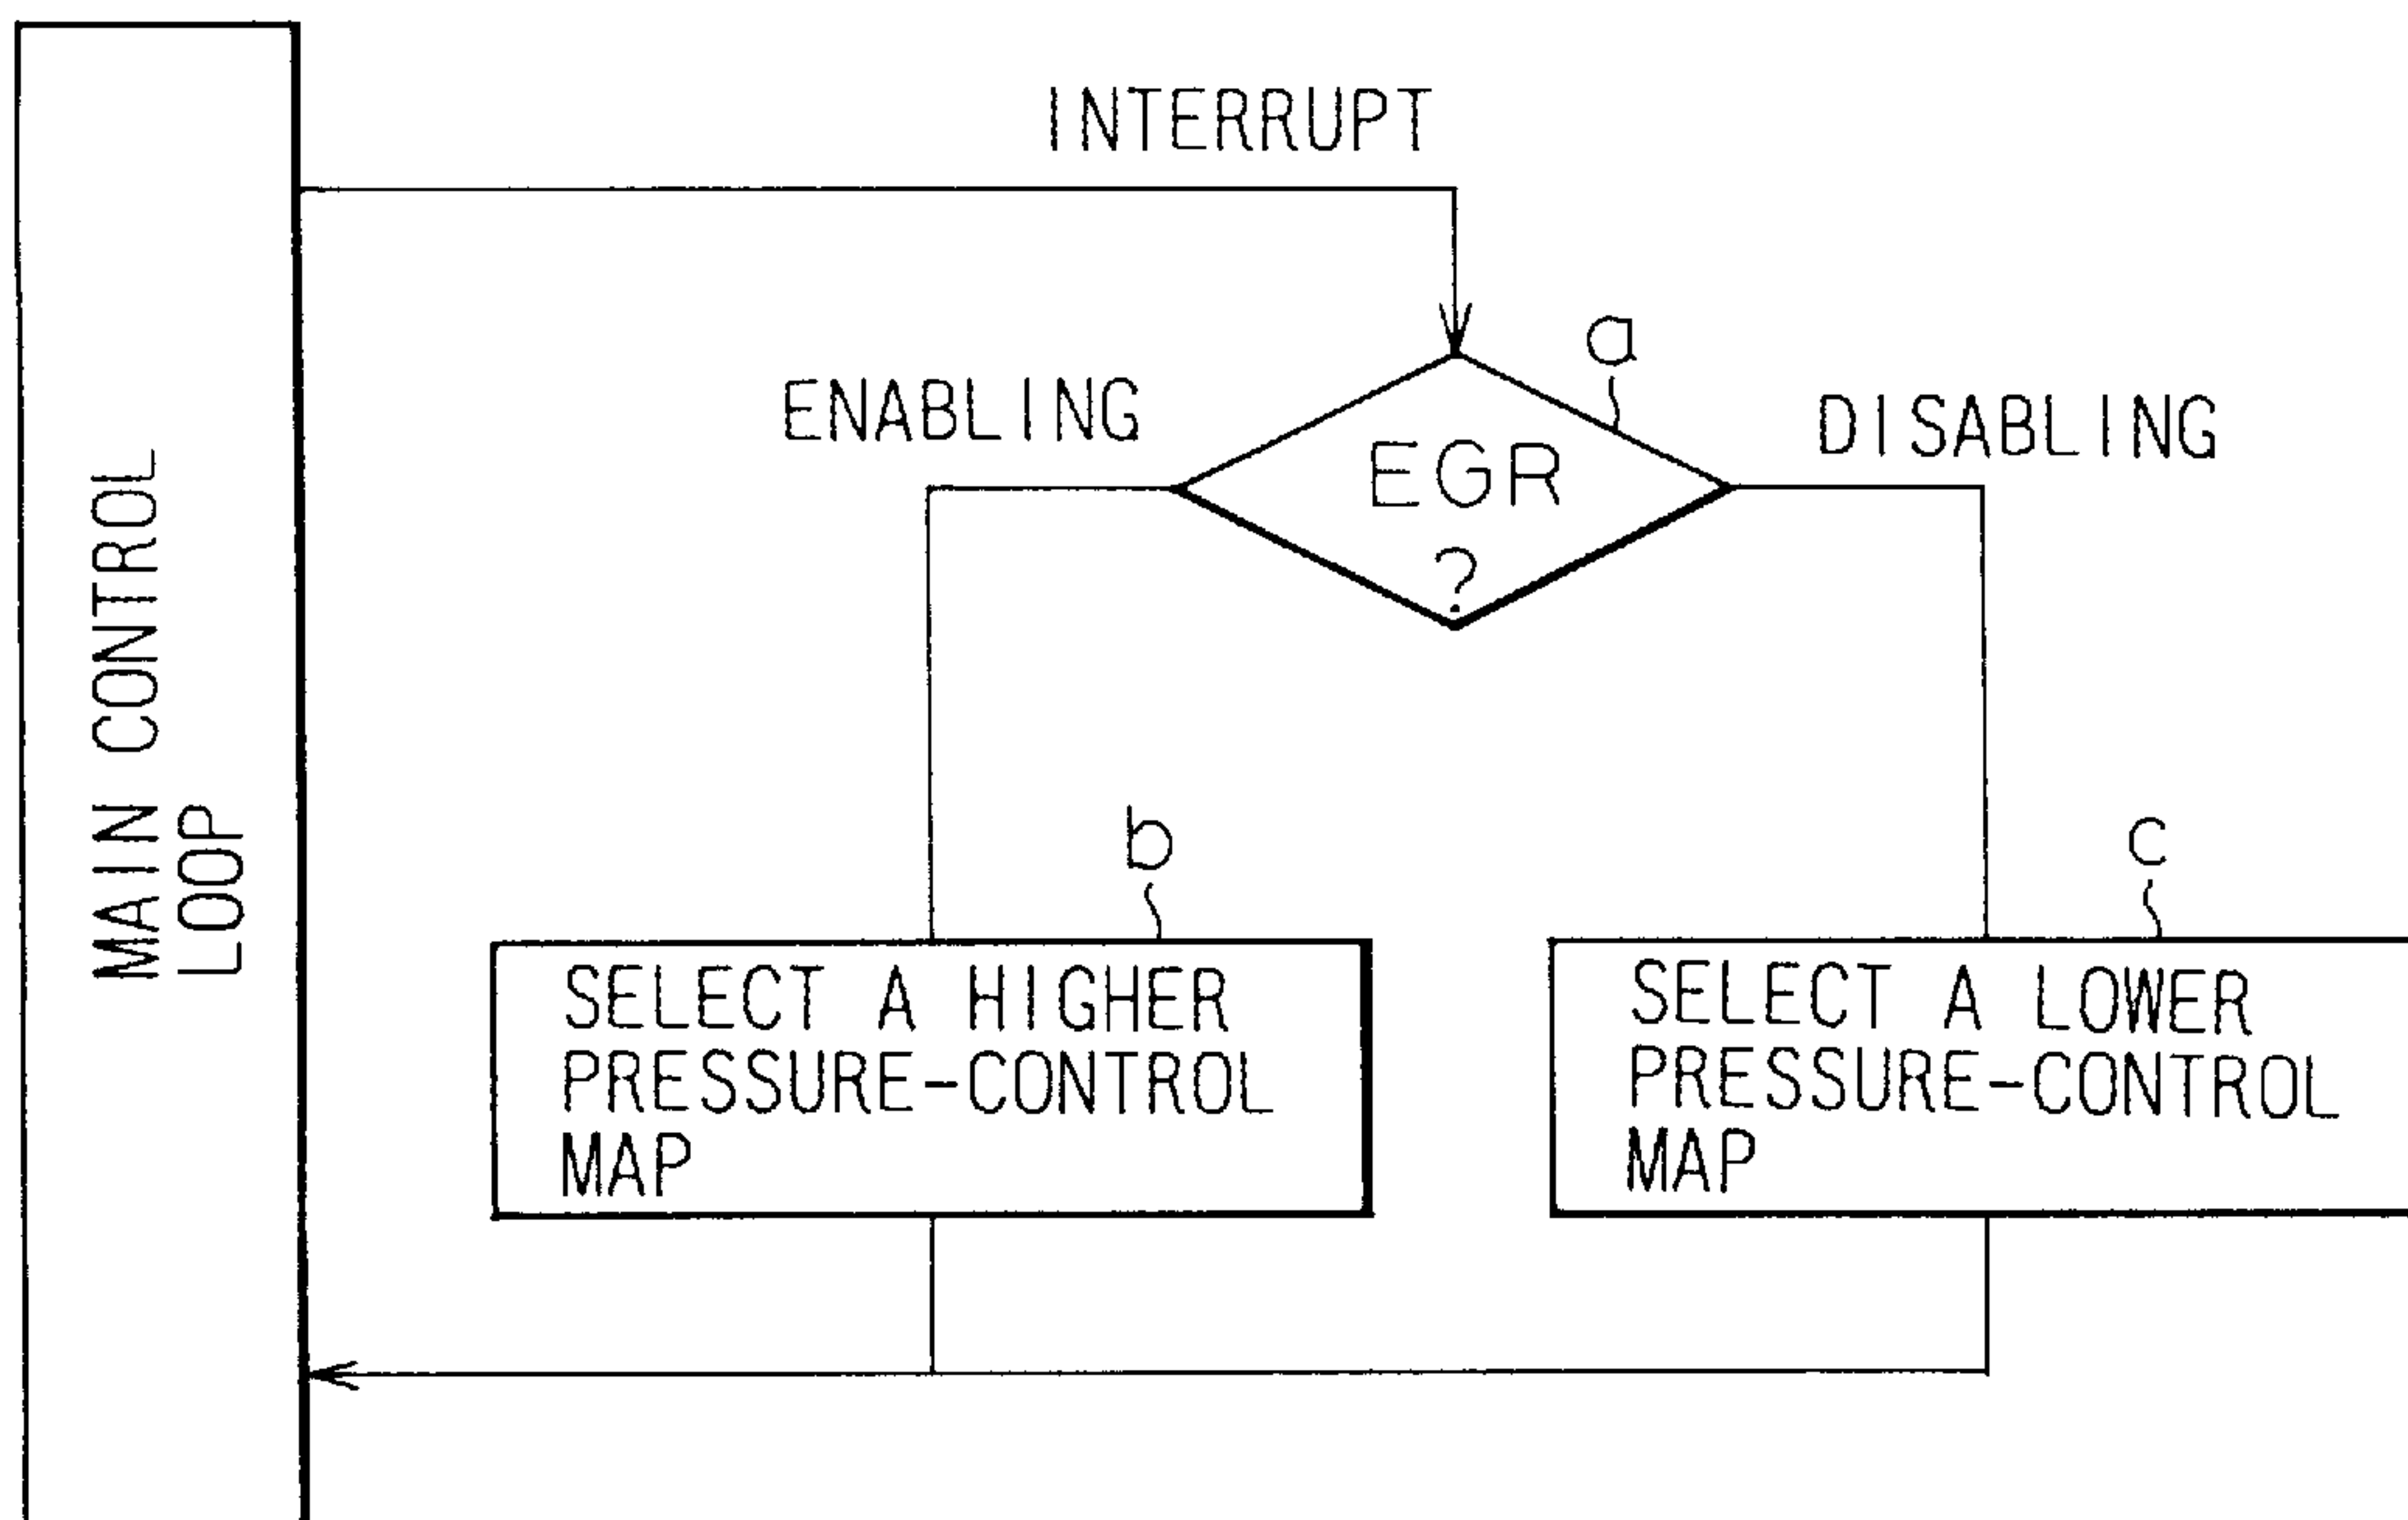 MAIN CONTROL
LOOP
INTERRUPT
a
ENABLING
DISABLING
EGR
?
b
c
SELECT A HIGHER
PRESSURE-CONTROL
MAP
SELECT A LOWER
PRESSURE-CONTROL
MAP